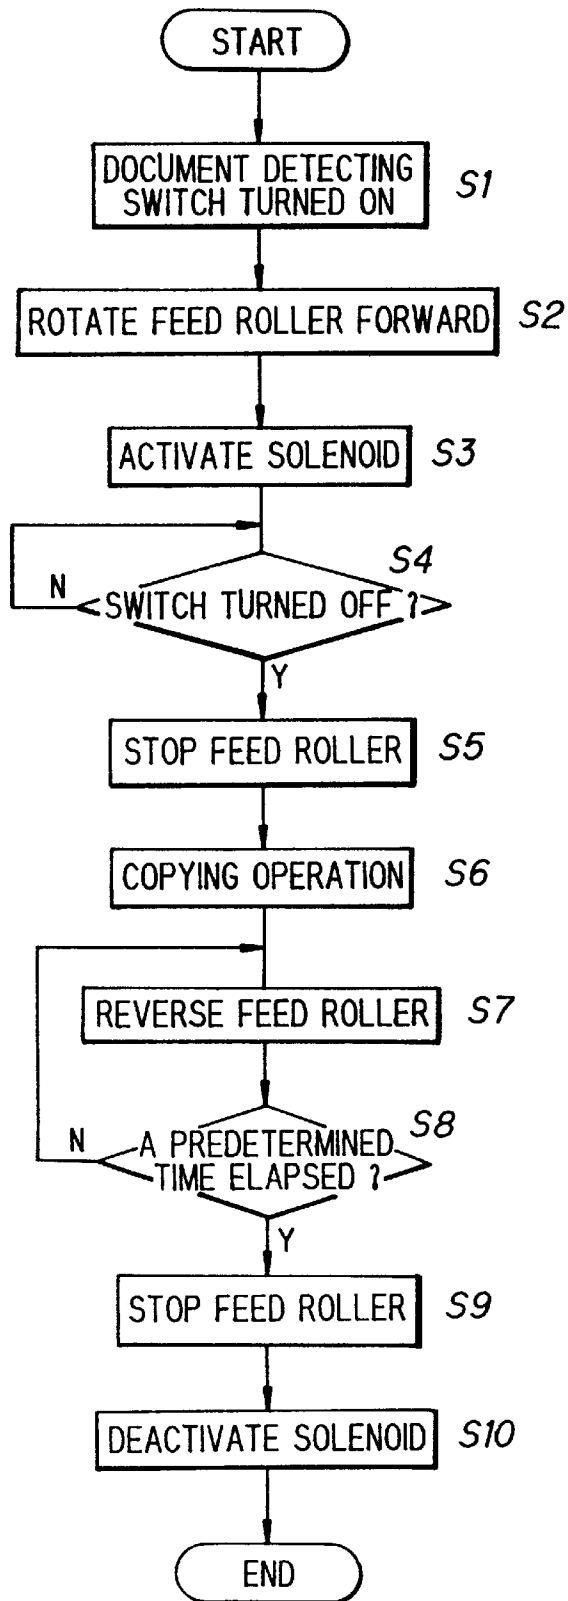 START
DOCUMENT DETECTING
SWITCH TURNED ON
S1
ROTATE FEED ROLLER FORWARD
S2
ACTIVATE SOLENOID
S3
S4
N
SWITCH TURNED OFF ?
Y
STOP FEED ROLLER
S5
COPYING OPERATION
S6
REVERSE FEED ROLLER
S7
S8
N
A PREDETERMINED
TIME ELAPSED ?
Y
STOP FEED ROLLER
S9
DEACTIVATE SOLENOID
S10
END